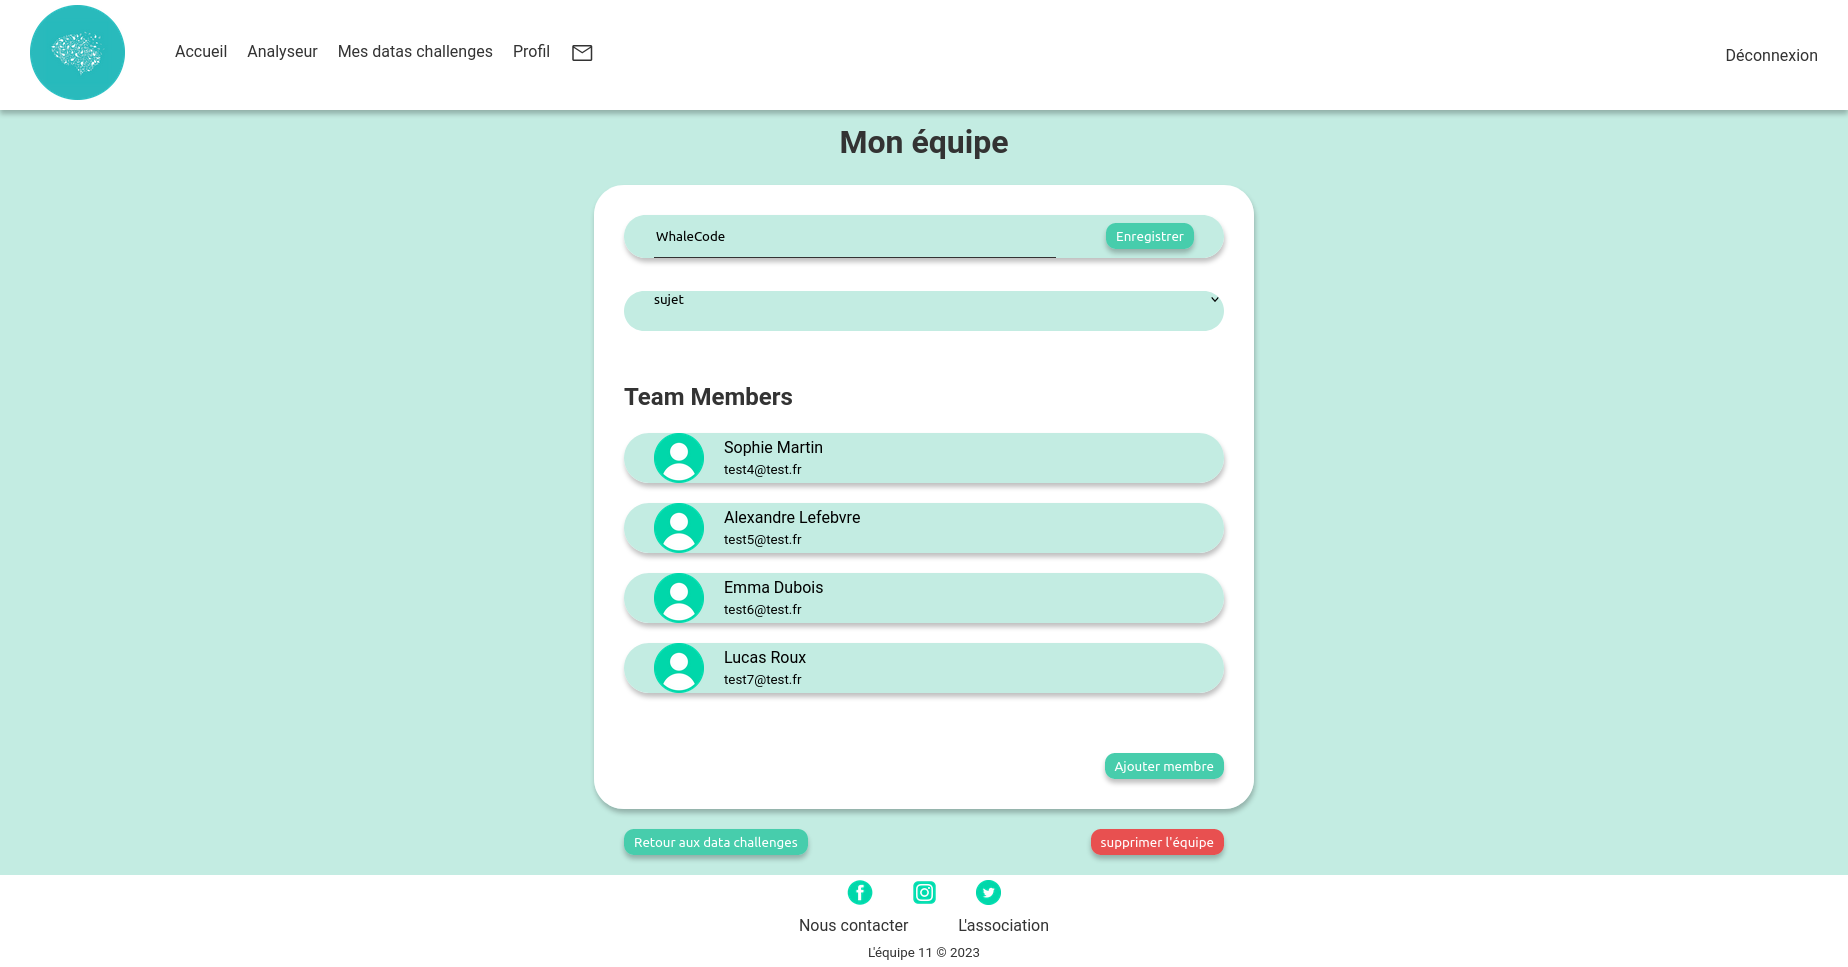 Accueil Analyseur Mes datas challenges Profil Déconnexion
Mon équipe
WhaleCode Enregistrer
sujet
Team Members
Sophie Martin
test4@test.fr
Alexandre Lefebvre
test5@test.fr
Emma Dubois
test6@test.fr
Lucas Roux
test7@test.fr
Ajouter membre
Retour aux data challenges supprimer l'équipe
Nous contacter L'association
L'équipe 11 © 2023